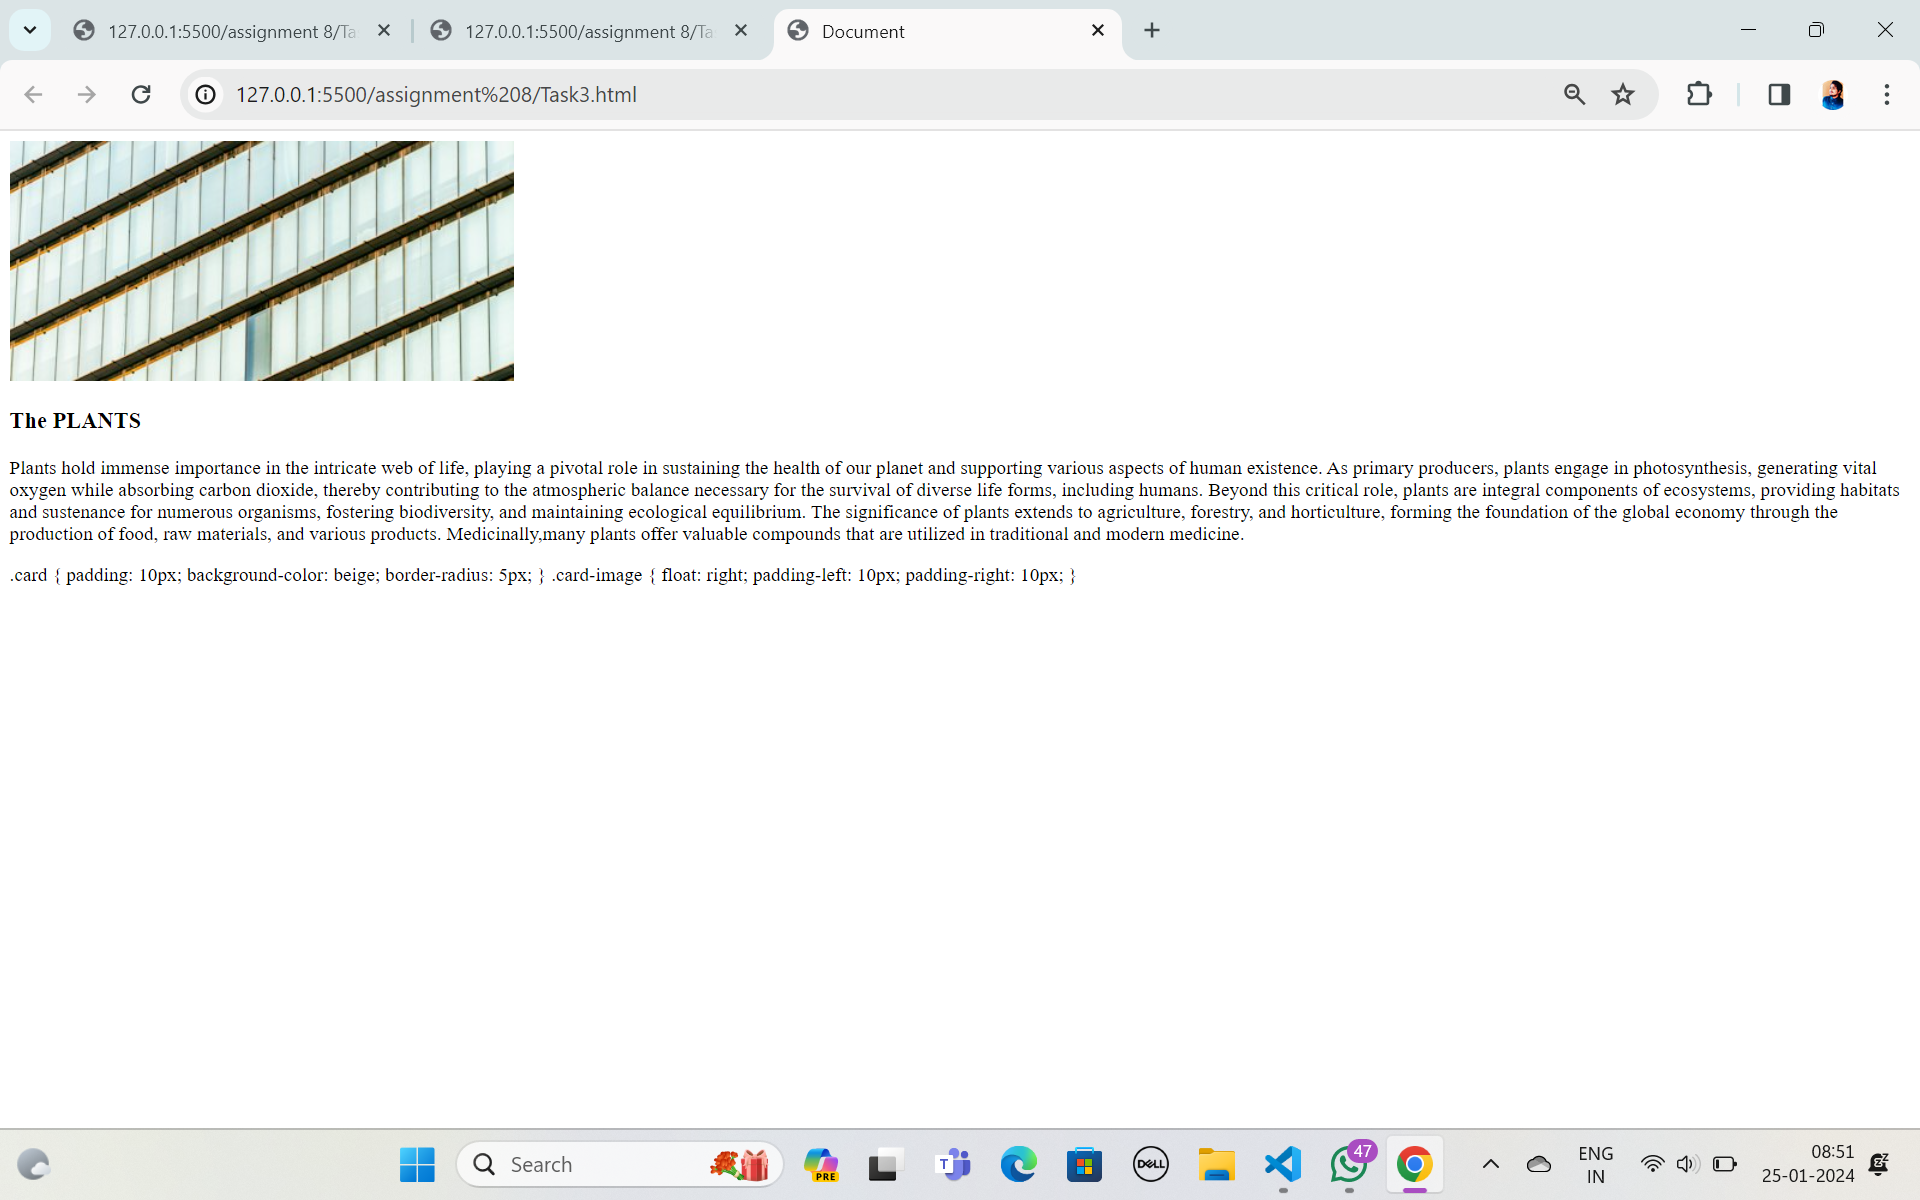 127.0.0.1:5500/assignment 8/Ta
127.0.0.1:5500/assignment 8/Ta
Document
127.0.0.1:5500/assignment%208/Task3.html
The PLANTS
Plants hold immense importance in the intricate web of life, playing a pivotal role in sustaining the health of our planet and supporting various aspects of human existence. As primary producers, plants engage in photosynthesis, generating vital
oxygen while absorbing carbon dioxide, thereby contributing to the atmospheric balance necessary for the survival of diverse life forms, including humans. Beyond this critical role, plants are integral components of ecosystems, providing habitats
and sustenance for numerous organisms, fostering biodiversity, and maintaining ecological equilibrium. The significance of plants extends to agriculture, forestry, and horticulture, forming the foundation of the global economy through the
production of food, raw materials, and various products. Medicinally,many plants offer valuable compounds that are utilized in traditional and modern medicine.
.card { padding: 10px; background-color: beige; border-radius: 5px; } .card-image { float: right; padding-left: 10px; padding-right: 10px; }
Search
PRE
T
DELL
47
ENG
IN
08:51
25-01-2024